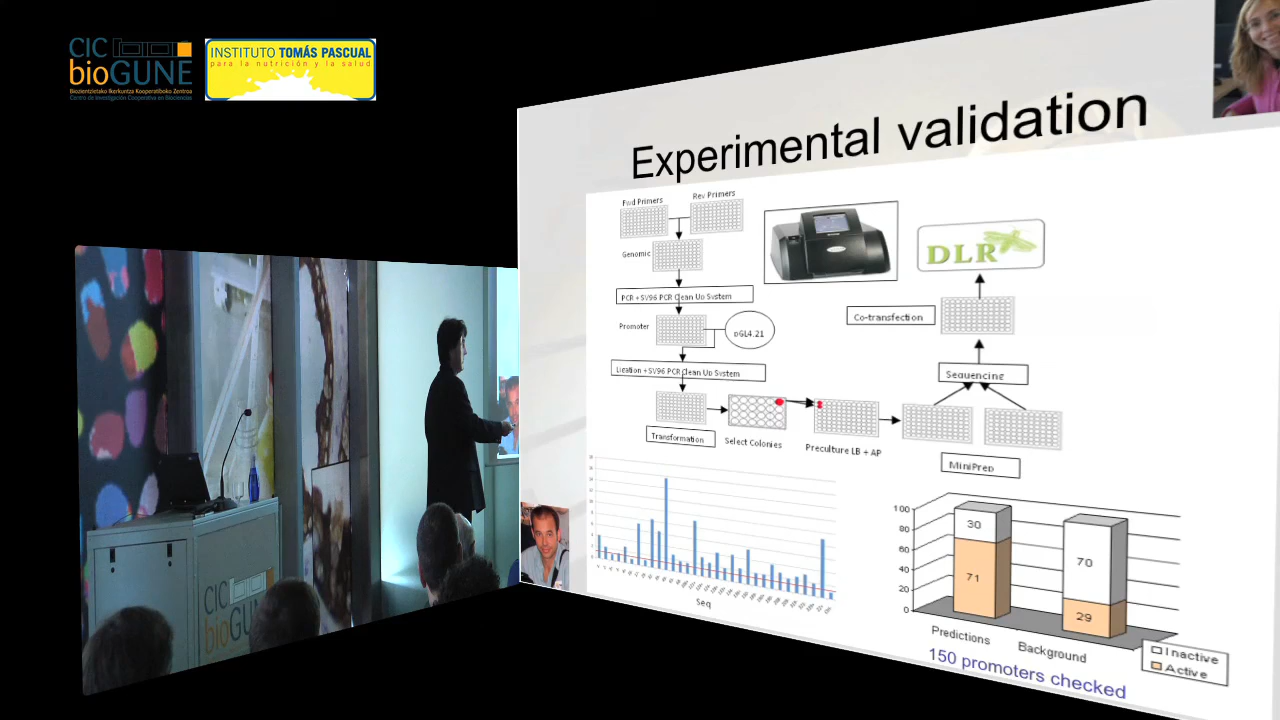 CIC
bioGUNE
Biozientzietako Ikerkuntza Kooperatiboko Zentroa
Centro de Investigación Cooperativa en Biociencias
INSTITUTO TOMÁS PASCUAL
para la nutrición y la salud
Experimental validation
Fwd Primers
Rev Primers
Genomic
PCR + SV96 PCR Clean Up System
Promoter
pGL4.21
Ligation + SV96 PCR Clean Up System
Transformation
Select Colonies
Preculture LB + AP
MiniPrep
Sequencing
Co-transfection
DLR
Seq
100
80
60
40
20
0
30
71
70
29
Predictions
Background
Inactive
Active
150 promoters checked
CIC
bioGU